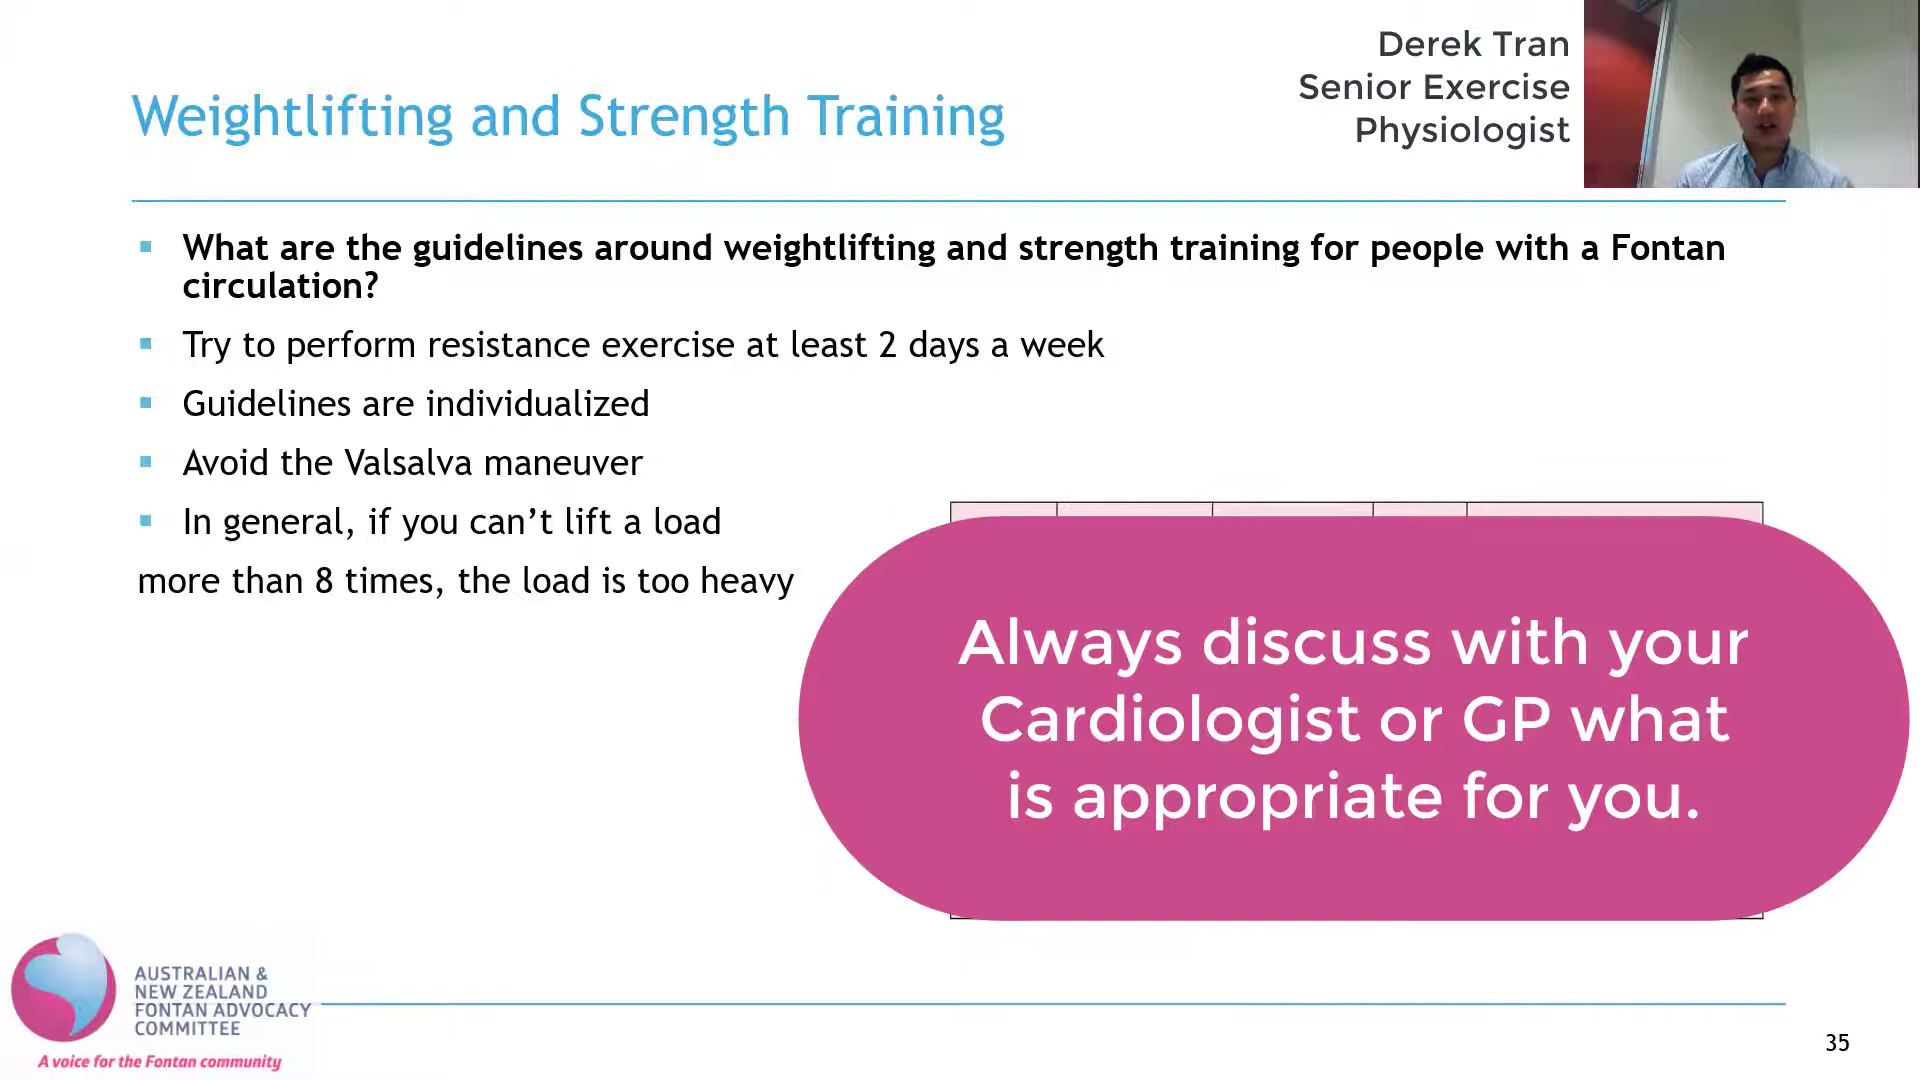 Derek Tran
Senior Exercise
Physiologist
Weightlifting and Strength Training
What are the guidelines around weightlifting and strength training for people with a Fontan
circulation?
Try to perform resistance exercise at least 2 days a week
Guidelines are individualized
Avoid the Valsalva maneuver
In general, if you can’t lift a load
more than 8 times, the load is too heavy
Always discuss with your
Cardiologist or GP what
is appropriate for you.
AUSTRALIAN &
NEW ZEALAND
FONTAN ADVOCACY
COMMITTEE
A voice for the Fontan community
35